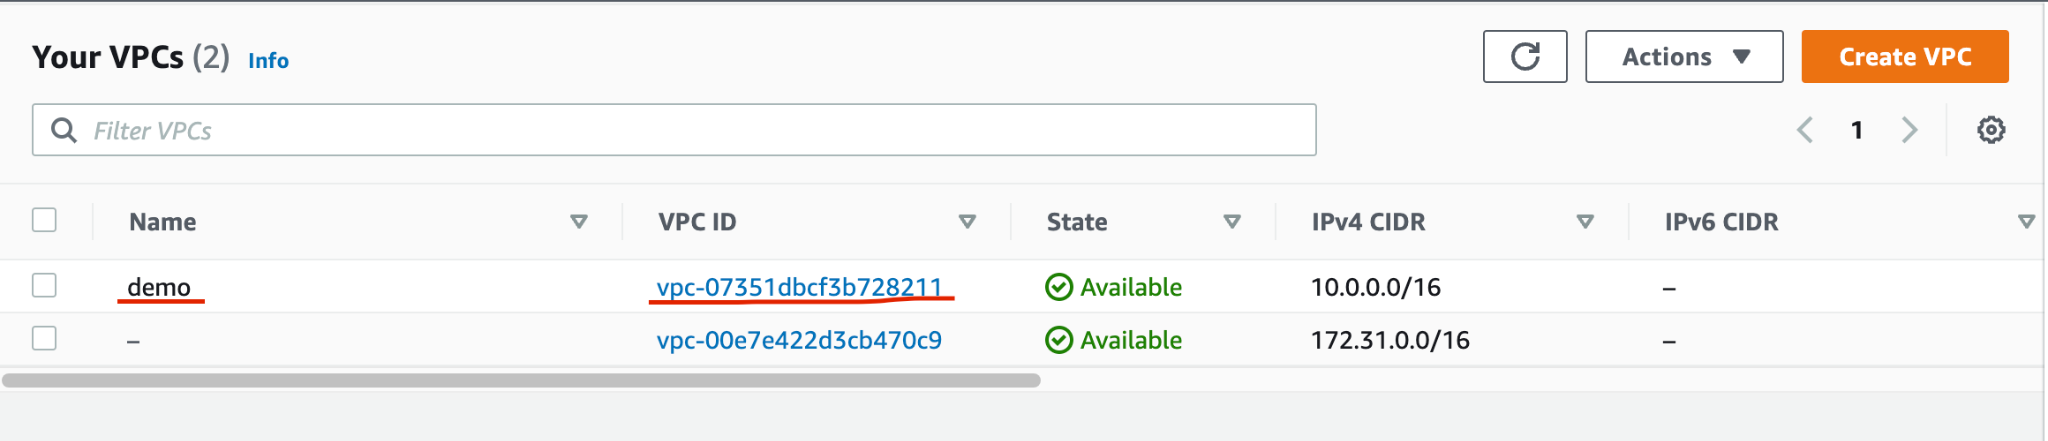 Your VPCs (2) Info Actions Create VPC
Filter VPCs 1
Name VPC ID State IPv4 CIDR IPv6 CIDR
demo vpc-07351dbcf3b728211 Available 10.0.0.0/16 –
– vpc-00e7e422d3cb470c9 Available 172.31.0.0/16 –